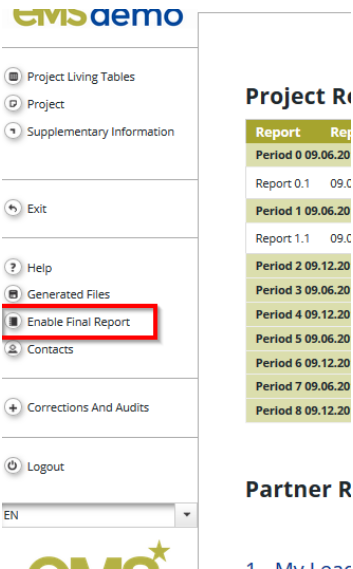 eMS demo
Project Living Tables
Project
Supplementary Information
Exit
Help
Generated Files
Enable Final Report
Contacts
Corrections And Audits
Logout
EN
eMS
Project Re
Report Rep
Period 0 09.06.20
Report 0.1 09.0
Period 1 09.06.20
Report 1.1 09.0
Period 2 09.12.20
Period 3 09.06.20
Period 4 09.12.20
Period 5 09.06.20
Period 6 09.12.20
Period 7 09.06.20
Period 8 09.12.20
Partner R
1 - My Lead